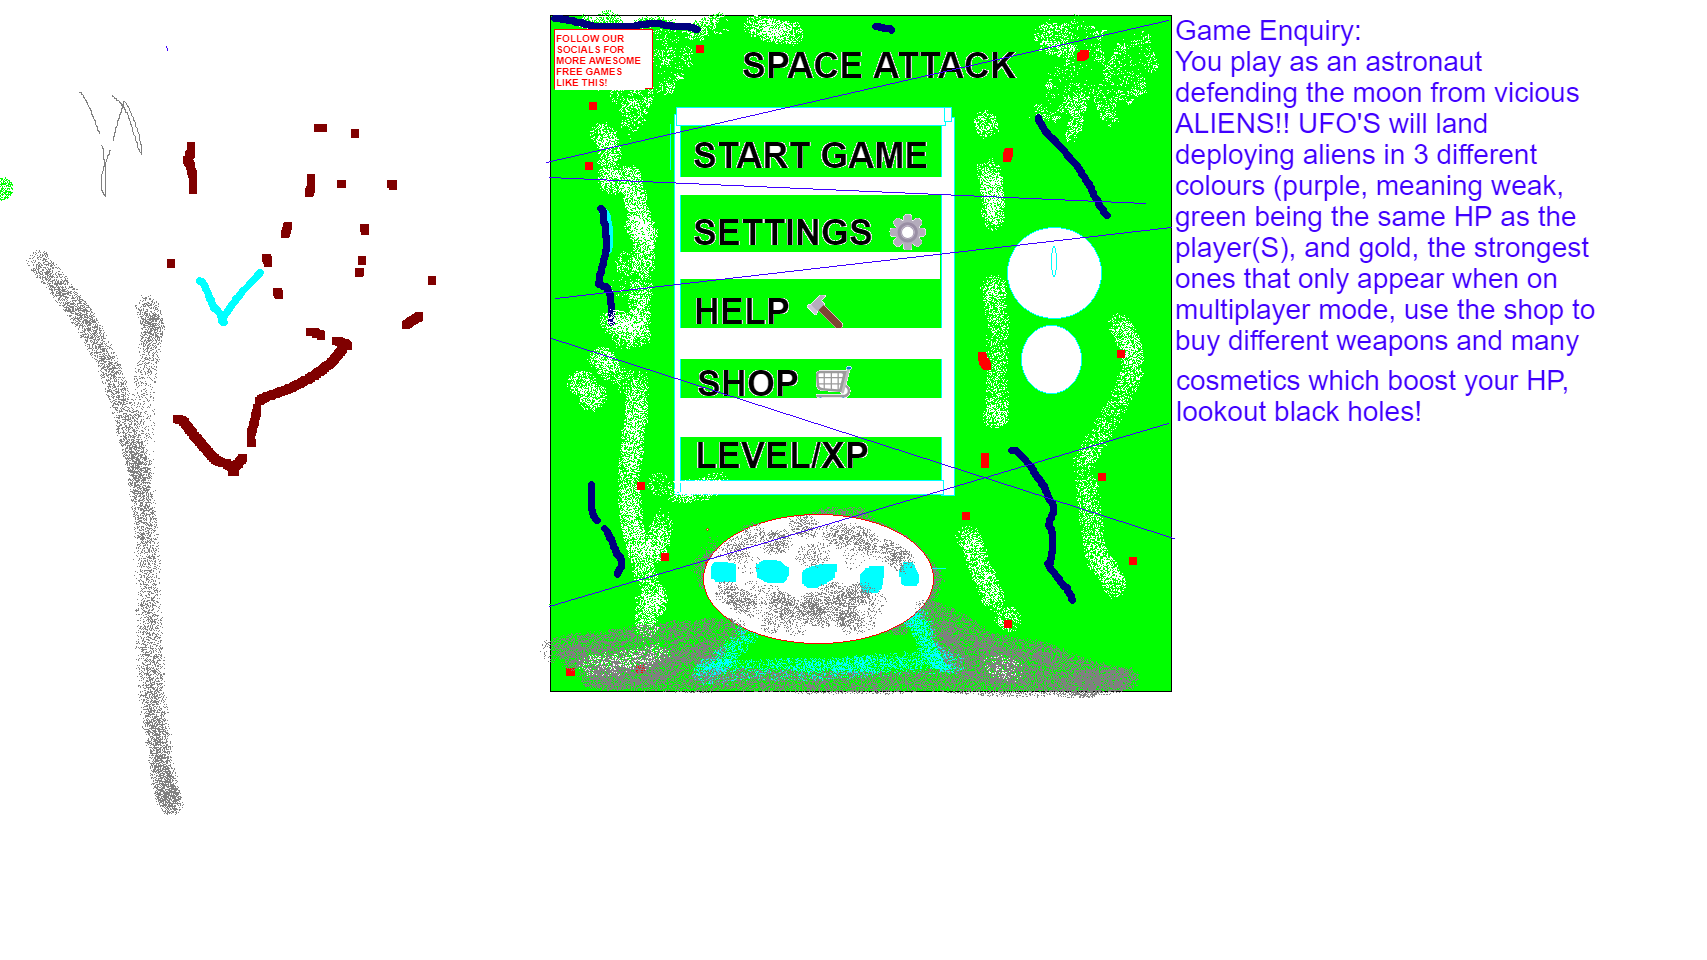 FOLLOW OUR
SOCIALS FOR
MORE AWESOME
FREE GAMES
LIKE THIS!
SPACE ATTACK
START GAME
SETTINGS
HELP
SHOP
LEVEL/XP
Game Enquiry:
You play as an astronaut
defending the moon from vicious
ALIENS!! UFO'S will land
deploying aliens in 3 different
colours (purple, meaning weak,
green being the same HP as the
player(S), and gold, the strongest
ones that only appear when on
multiplayer mode, use the shop to
buy different weapons and many
cosmetics which boost your HP,
lookout black holes!